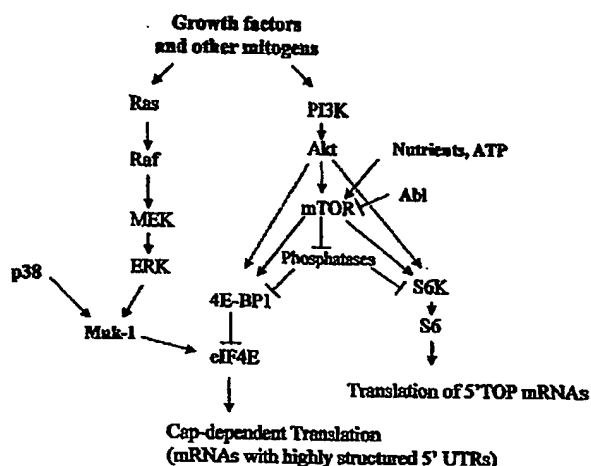 Growth factors
and other mitogens
Ras
PI3K
Raf
Akt
Nutrients, ATP
mTOR
Abl
MEK
Phosphatases
ERK
p38
4E-BP1
S6K
Mnk-1
S6
eIF4E
Translation of 5'TOP mRNAs
Cap-dependent Translation
(mRNAs with highly structured 5' UTRs)